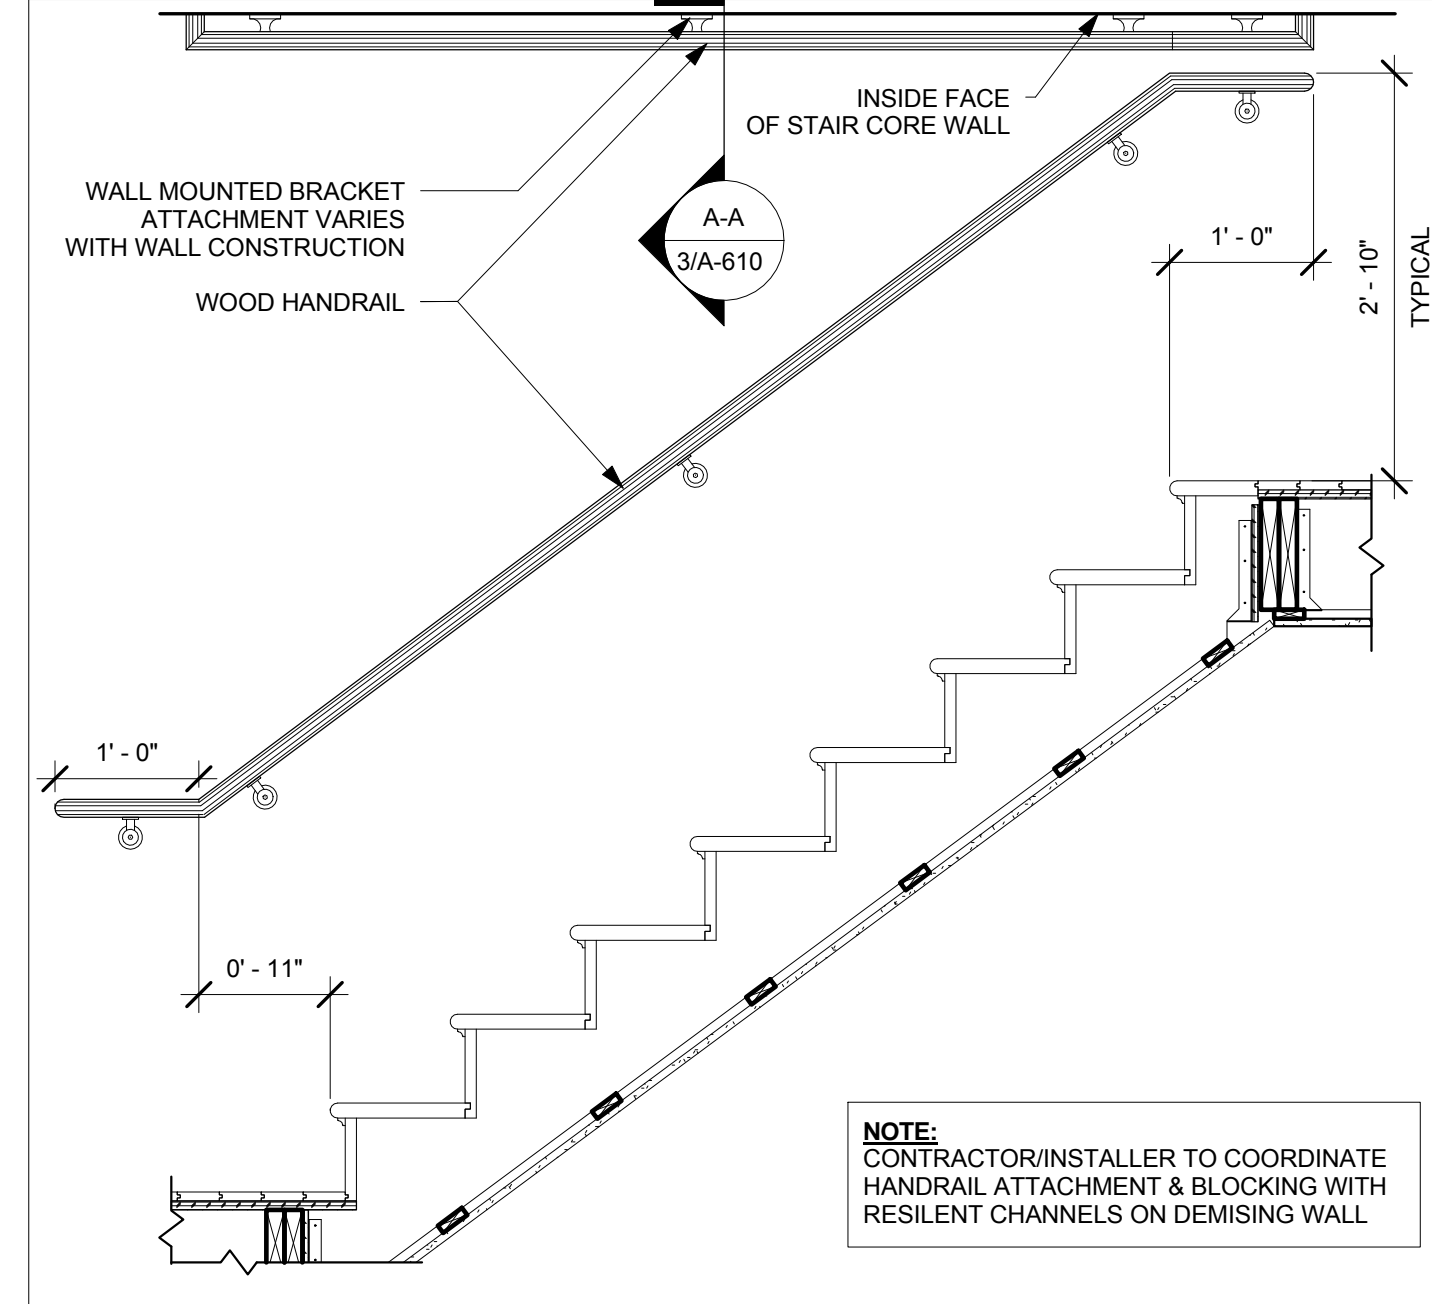 INSIDE FACE
OF STAIR CORE WALL
WALL MOUNTED BRACKET
ATTACHMENT VARIES
WITH WALL CONSTRUCTION
WOOD HANDRAIL
A-A
3/A-610
1' - 0"
2' - 10"
TYPICAL
1' - 0"
0' - 11"
NOTE:
CONTRACTOR/INSTALLER TO COORDINATE
HANDRAIL ATTACHMENT & BLOCKING WITH
RESILENT CHANNELS ON DEMISING WALL